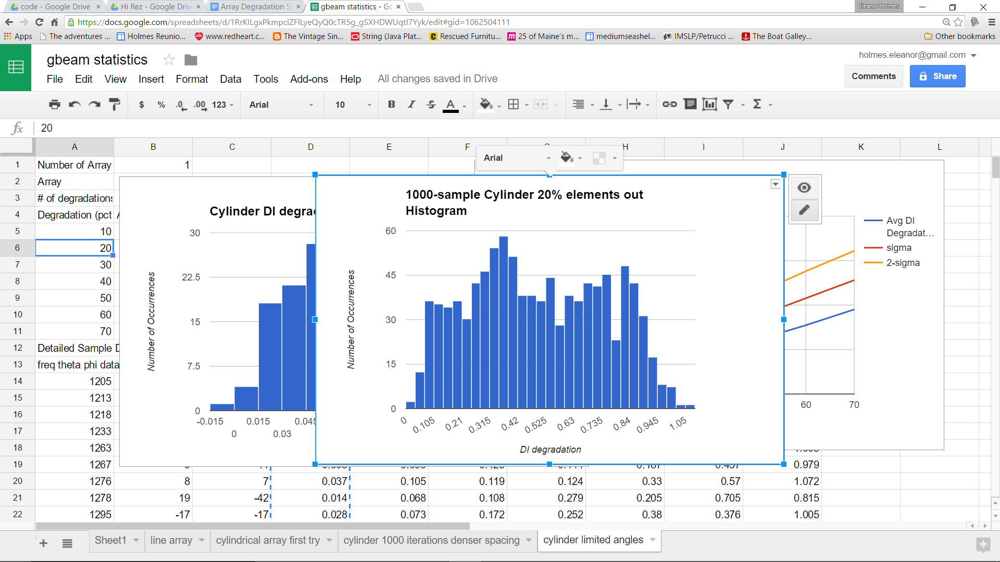 code - Google Drive
Hi Rez - Google Driv
Array Degradation S
gbeam statistics - Go
Eleanor Holmes
https://docs.google.com/spreadsheets/d/1RrKILgxPkmpciZFlLyeQyQ0cTR5g_gSXHDWUqtI7Yyk/edit#gid=1062504111
Apps
The adventures ...
Holmes Reunio...
www.redheart.c...
The Vintage Sin...
String (Java Plat...
Rescued Furnitu...
25 of Maine's m...
mediumseashel...
IMSLP/Petrucci ...
The Boat Galley...
Other bookmarks
gbeam statistics
holmes.eleanor@gmail.com
File Edit View Insert Format Data Tools Add-ons Help All changes saved in Drive
Comments
Share
$ % .0 .00 123 Arial 10 B I S A Σ
fx 20
A B C D E F H I J K L
Arial
1 Number of Array 1
2 Array
3 # of degradations
4 Degradation (pct
5 10
6 20
7 30
8 40
9 50
10 60
11 70
12 Detailed Sample D
13 freq theta phi data
14 1205
15 1213
16 1218
17 1233
18 1263
19 1267 0.979
20 1276 8 7 0.037 0.105 0.119 0.124 0.33 0.57 1.072
21 1278 19 -42 0.014 0.068 0.108 0.279 0.205 0.705 0.815
22 1295 -17 -17 0.028 0.073 0.172 0.252 0.38 0.376 1.005
Cylinder DI degra
Number of Occurrences
30
22.5
15
7.5
0
-0.015 0.015 0.045
0 0.03
1000-sample Cylinder 20% elements out
Histogram
Number of Occurrences
60
45
30
15
0
0 0.105 0.21 0.315 0.42 0.525 0.63 0.735 0.84 0.945 1.05
DI degradation
Avg DI
Degradat...
sigma
2-sigma
60 70
Sheet1
line array
cylindrical array first try
cylinder 1000 iterations denser spacing
cylinder limited angles